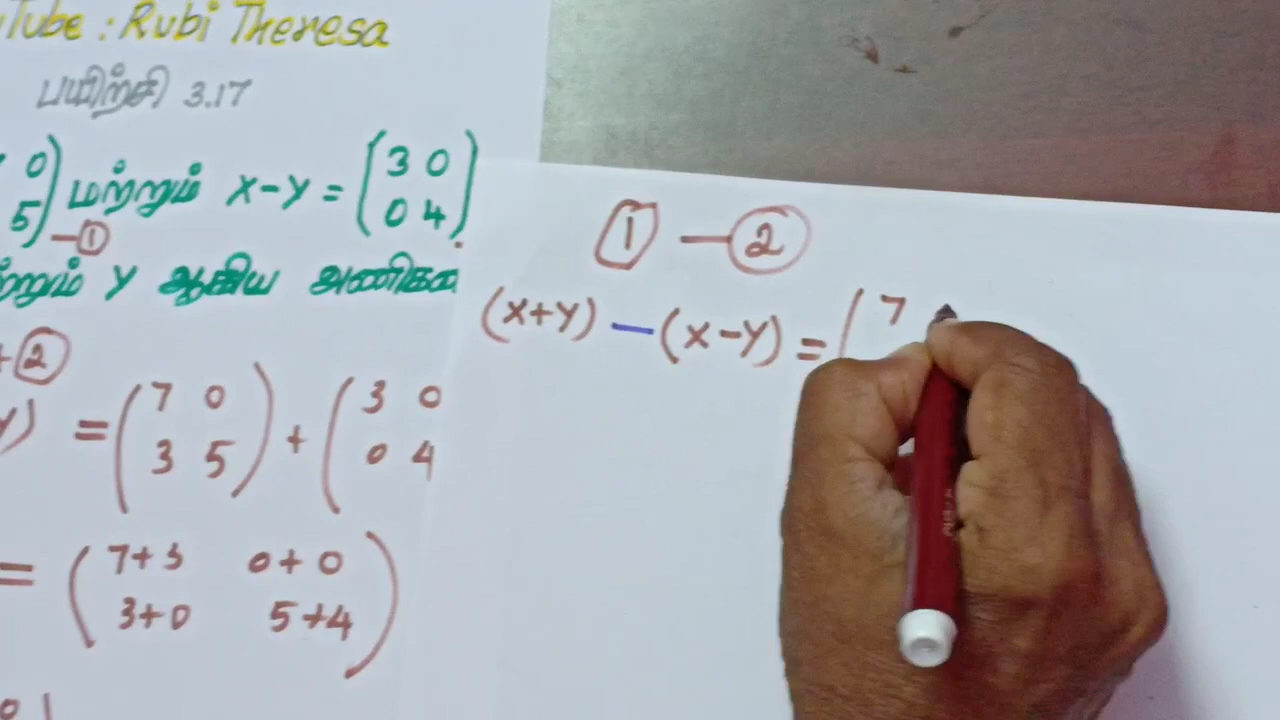 Tube : Rubi Theresa
பயிற்சி 3.17
0
5) மற்றும் X-Y = (3 0
0 4)
-①
மற்றும் Y ஆகிய அணிகளை
+②
Y) = (7 0
3 5) + (3 0
0 4
= (7+3 0+0
3+0 5+4)
① - ②
(X+Y) - (X-Y) = (7